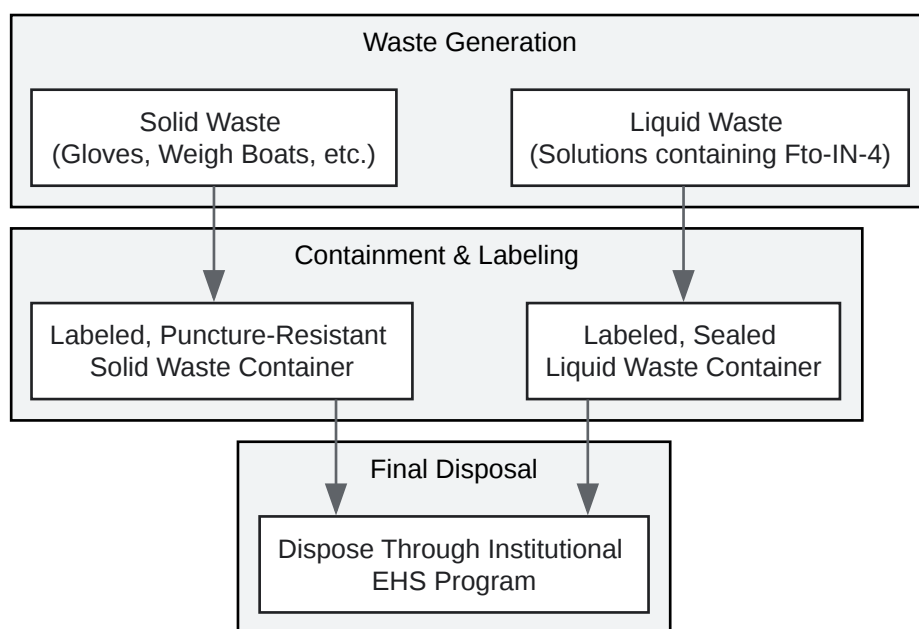 Waste Generation
Solid Waste
(Gloves, Weigh Boats, etc.)
Liquid Waste
(Solutions containing Fto-IN-4)
Containment & Labeling
Labeled, Puncture-Resistant
Solid Waste Container
Labeled, Sealed
Liquid Waste Container
Final Disposal
Dispose Through Institutional
EHS Program